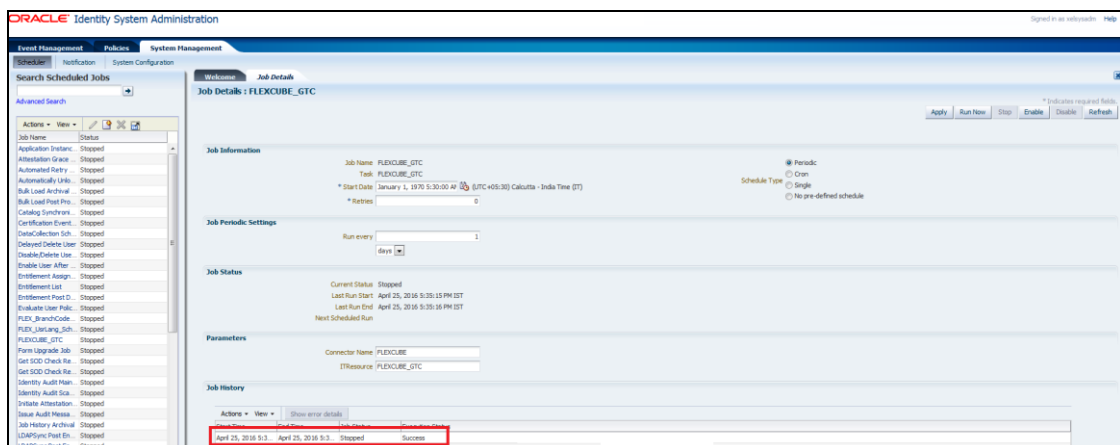 ORACLE® Identity System Administration
Signed in as xelsysadm Help
Event Management Policies System Management
Scheduler Notification System Configuration
Search Scheduled Jobs
Advanced Search
Actions View
Job Name Status
Application Instanc... Stopped
Attestation Grace ... Stopped
Automated Retry ... Stopped
Automatically Unlo... Stopped
Bulk Load Archival ... Stopped
Bulk Load Post Pro... Stopped
Catalog Synchroni... Stopped
Certification Event... Stopped
DataCollection Sch... Stopped
Delayed Delete User Stopped
Disable/Delete Use... Stopped
Enable User After ... Stopped
Entitlement Assign... Stopped
Entitlement List Stopped
Entitlement Post D... Stopped
Evaluate User Polic... Stopped
FLEX_BranchCode... Stopped
FLEX_UsrLang_Sch... Stopped
FLEXCUBE_GTC Stopped
Form Upgrade Job Stopped
Get SOD Check Re... Stopped
Get SOD Check Re... Stopped
Identity Audit Main... Stopped
Identity Audit Sca... Stopped
Initiate Attestation... Stopped
Issue Audit Messa... Stopped
Job History Archival Stopped
LDAPSync Post En... Stopped
Welcome Job Details
Job Details : FLEXCUBE_GTC
* Indicates required fields.
Apply Run Now Stop Enable Disable Refresh
Job Information
Job Name FLEXCUBE_GTC
Task FLEXCUBE_GTC
* Start Date January 1, 1970 5:30:00 AM (UTC+05:30) Calcutta - India Time (IT)
* Retries 0
Schedule Type
Periodic
Cron
Single
No pre-defined schedule
Job Periodic Settings
Run every 1
days
Job Status
Current Status Stopped
Last Run Start April 25, 2016 5:35:15 PM IST
Last Run End April 25, 2016 5:35:16 PM IST
Next Scheduled Run
Parameters
Connector Name FLEXCUBE
ITResource FLEXCUBE_GTC
Job History
Actions View Show error details
Start Time End Time Job Status Execution Status
April 25, 2016 5:3... April 25, 2016 5:3... Stopped Success